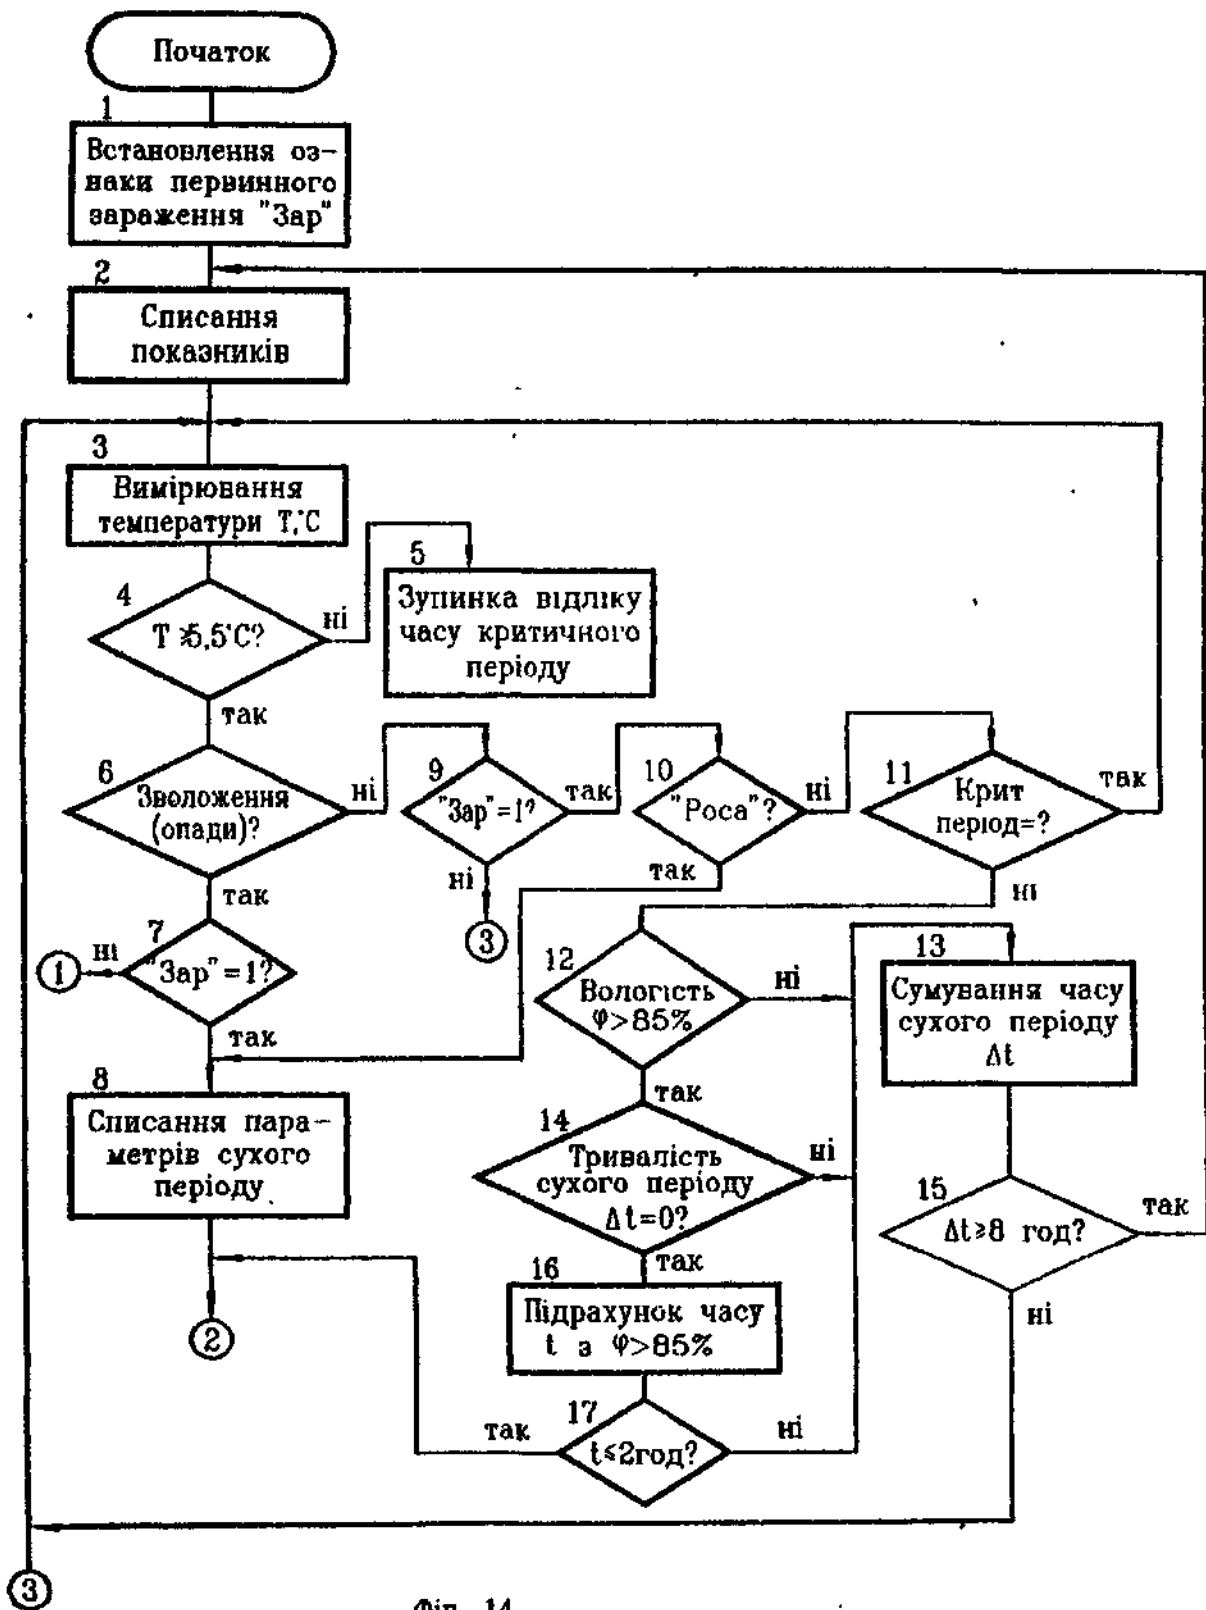 Початок
1
Встановлення оз-
наки первинного
зараження "Зар"
2
Списання
показників
3
Вимірювання
температури T,°C
4
T ≥5,5°C?
ні
5
Зупинка відліку
часу критичного
періоду
так
6
Зволоження
(опади)?
ні
9
"Зар"=1?
так
10
"Роса"?
ні
11
Крит
період=?
так
так
ні
так
ні
3
7
"Зар"=1?
ні
1
так
12
Вологість
φ>85%
ні
13
Сумування часу
сухого періоду
Δt
8
Списання пара-
метрів сухого
періоду
так
14
Тривалість
сухого періоду
Δt=0?
ні
15
Δt≥8 год?
так
так
ні
16
Підрахунок часу
t з φ>85%
2
17
t≤2год?
так
ні
3
Фіг. 14